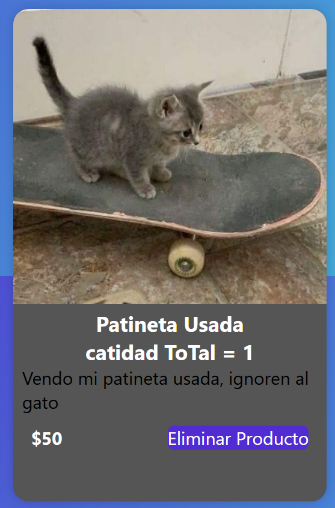 Patineta Usada
catidad ToTal = 1
Vendo mi patineta usada, ignoren al
gato
$50 Eliminar Producto